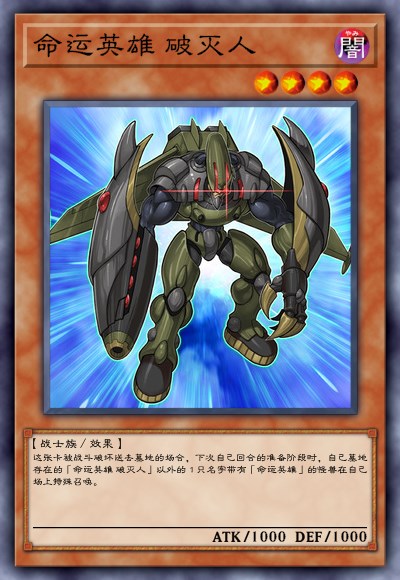 命运英雄 破灭人
やみ
闇
【战士族／效果】
这张卡被战斗破坏送去墓地的场合，下次自己回合的准备阶段时，自己墓地
存在的「命运英雄 破灭人」以外的１只名字带有「命运英雄」的怪兽在自己
场上特殊召唤。
ATK/1000 DEF/1000